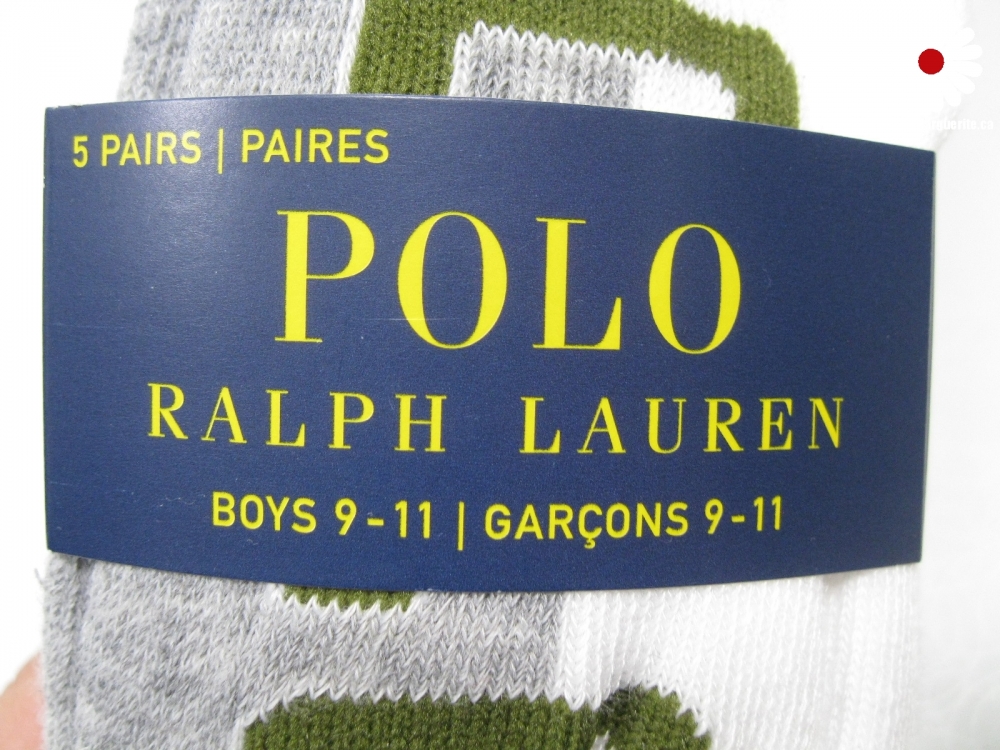 5 PAIRS | PAIRES
POLO
RALPH LAUREN
BOYS 9-11 | GARÇONS 9-11